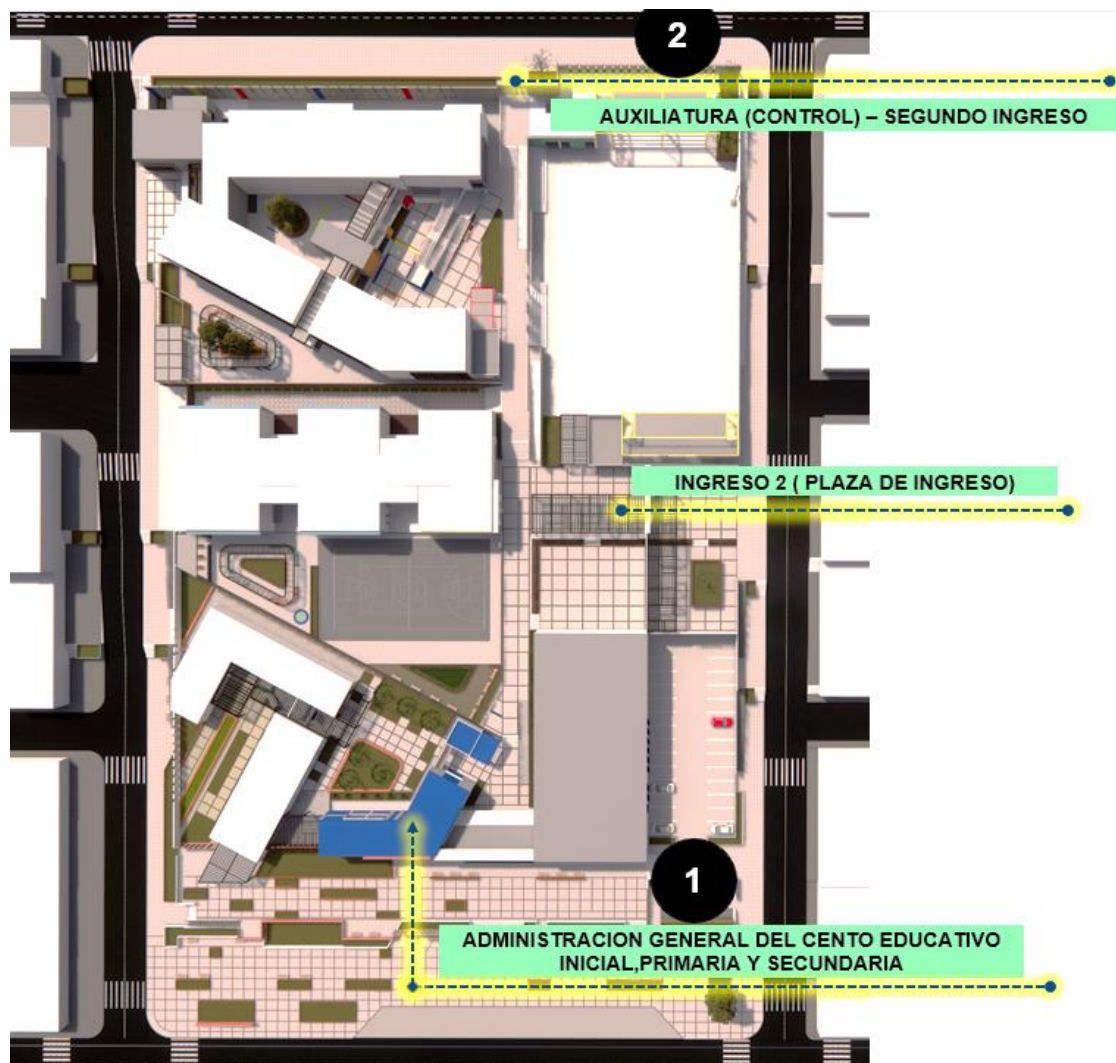 2
AUXILIATURA (CONTROL) – SEGUNDO INGRESO
INGRESO 2 ( PLAZA DE INGRESO)
1
ADMINISTRACION GENERAL DEL CENTO EDUCATIVO
INICIAL,PRIMARIA Y SECUNDARIA